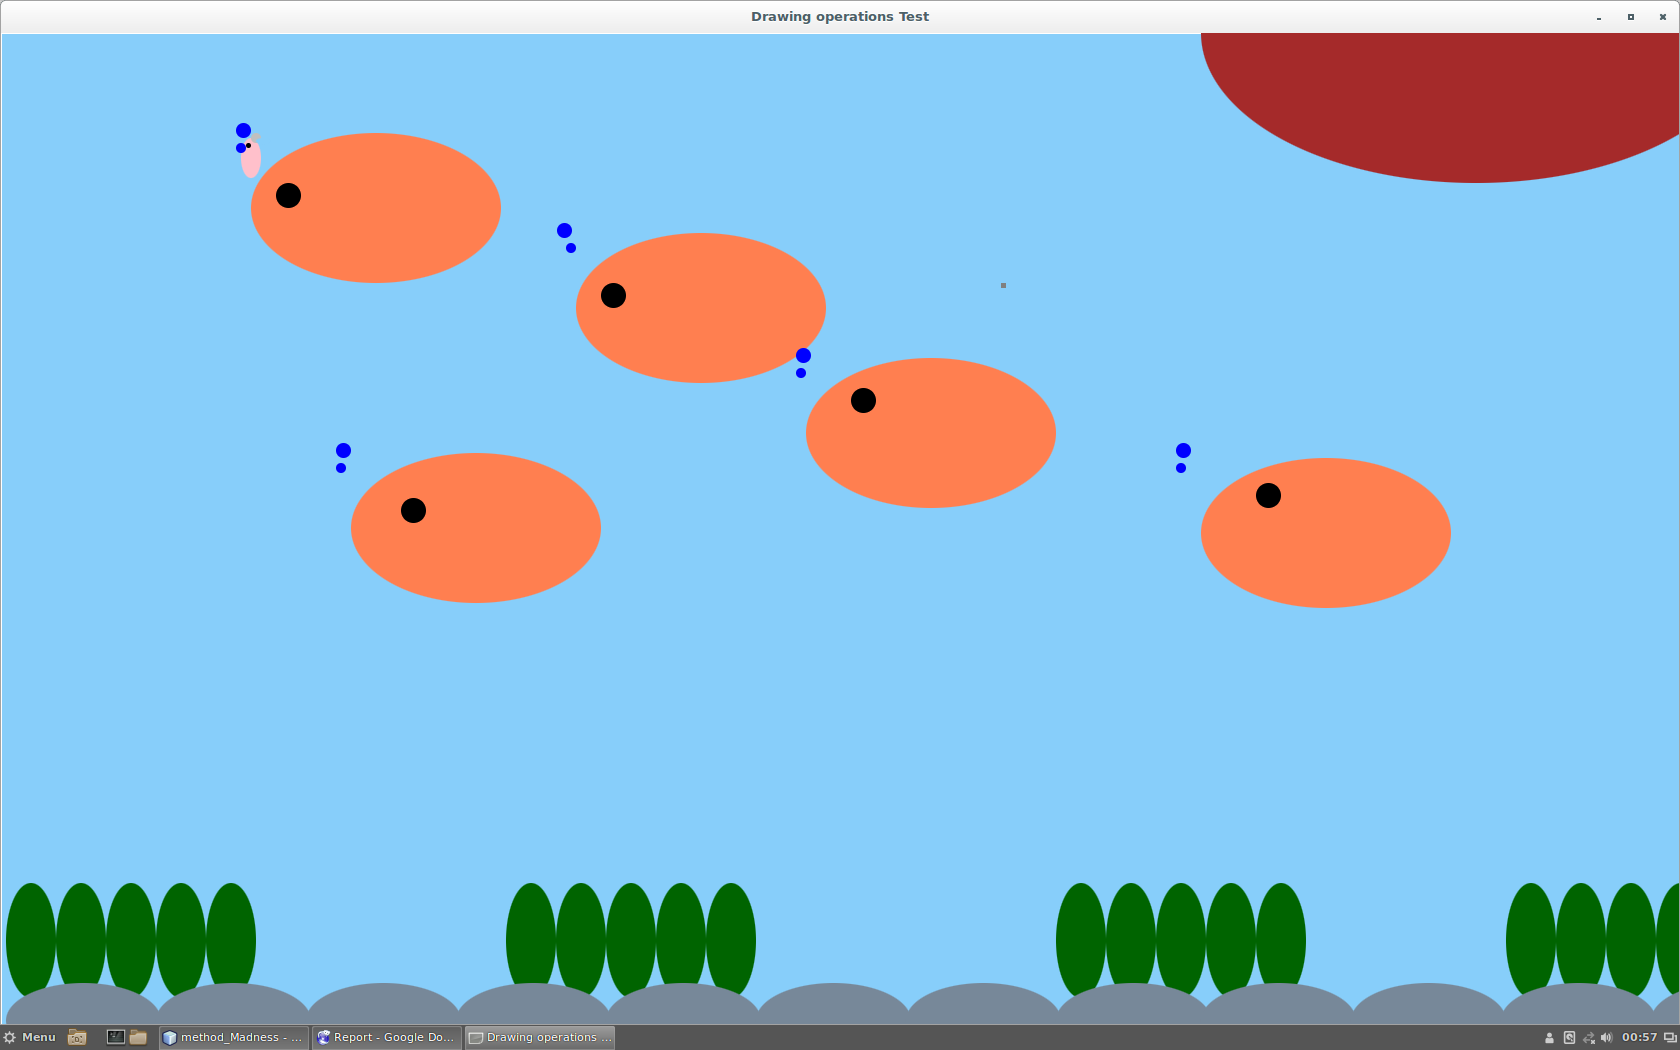 Drawing operations Test
Menu
method_Madness - ...
Report - Google Do...
Drawing operations ...
00:57